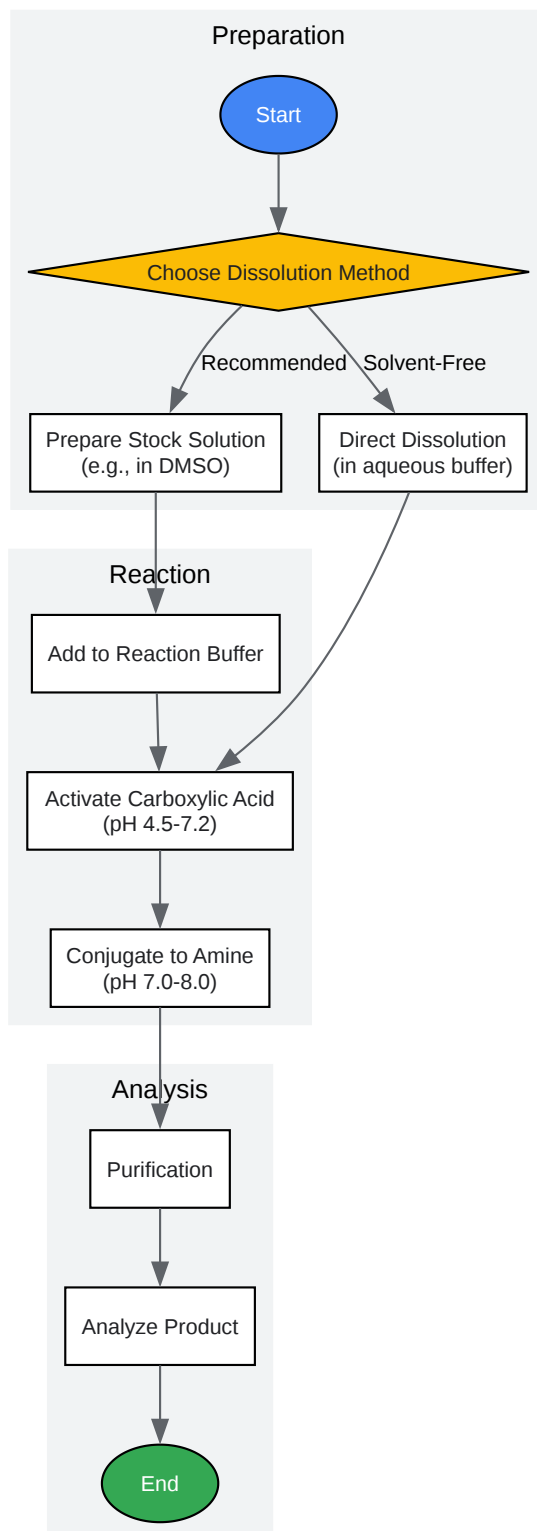 Preparation
Start
Choose Dissolution Method
Recommended
Solvent-Free
Prepare Stock Solution
(e.g., in DMSO)
Direct Dissolution
(in aqueous buffer)
Reaction
Add to Reaction Buffer
Activate Carboxylic Acid
(pH 4.5-7.2)
Conjugate to Amine
(pH 7.0-8.0)
Analysis
Purification
Analyze Product
End